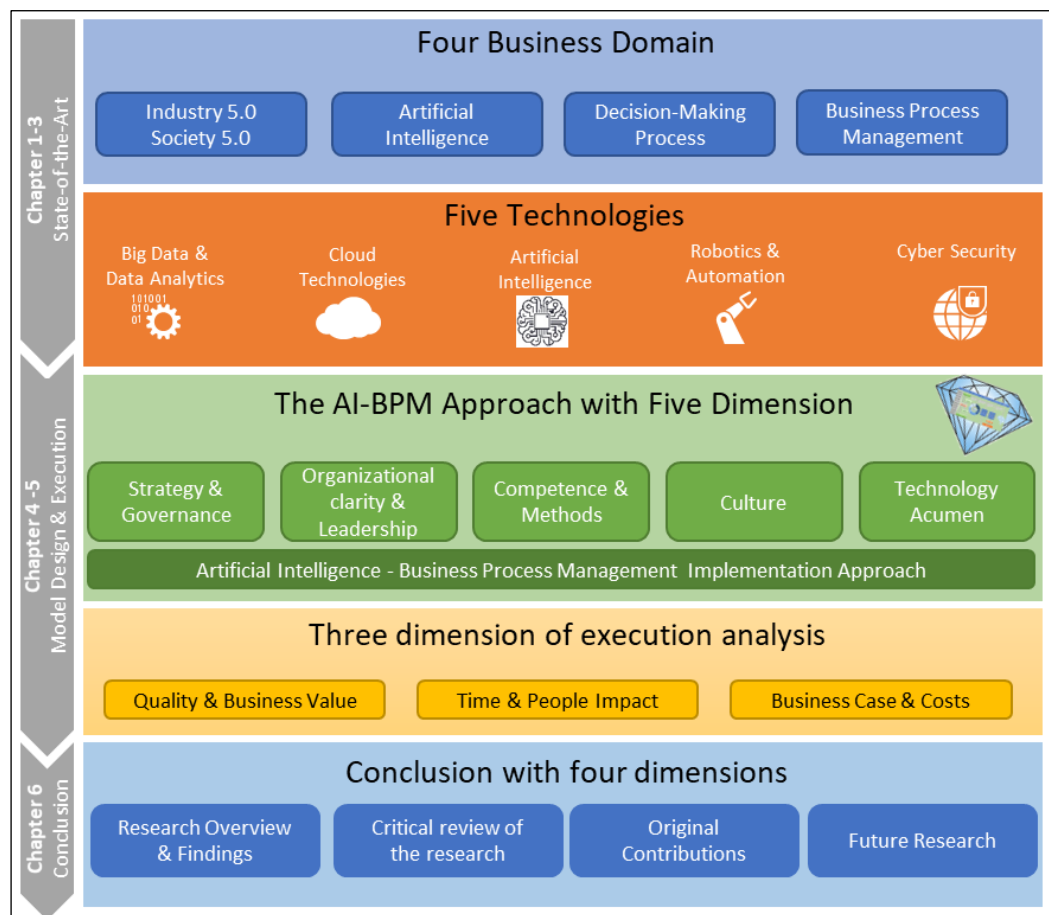 Chapter 1-3
State-of-the-Art
Four Business Domain
Industry 5.0
Society 5.0
Artificial
Intelligence
Decision-Making
Process
Business Process
Management
Five Technologies
Big Data &
Data Analytics
101001
010
01
Cloud
Technologies
Artificial
Intelligence
Robotics &
Automation
Cyber Security
Chapter 4 -5
Model Design & Execution
The AI-BPM Approach with Five Dimension
Strategy &
Governance
Organizational
clarity &
Leadership
Competence &
Methods
Culture
Technology
Acumen
Artificial Intelligence - Business Process Management Implementation Approach
Three dimension of execution analysis
Quality & Business Value
Time & People Impact
Business Case & Costs
Chapter 6
Conclusion
Conclusion with four dimensions
Research Overview
& Findings
Critical review of
the research
Original
Contributions
Future Research